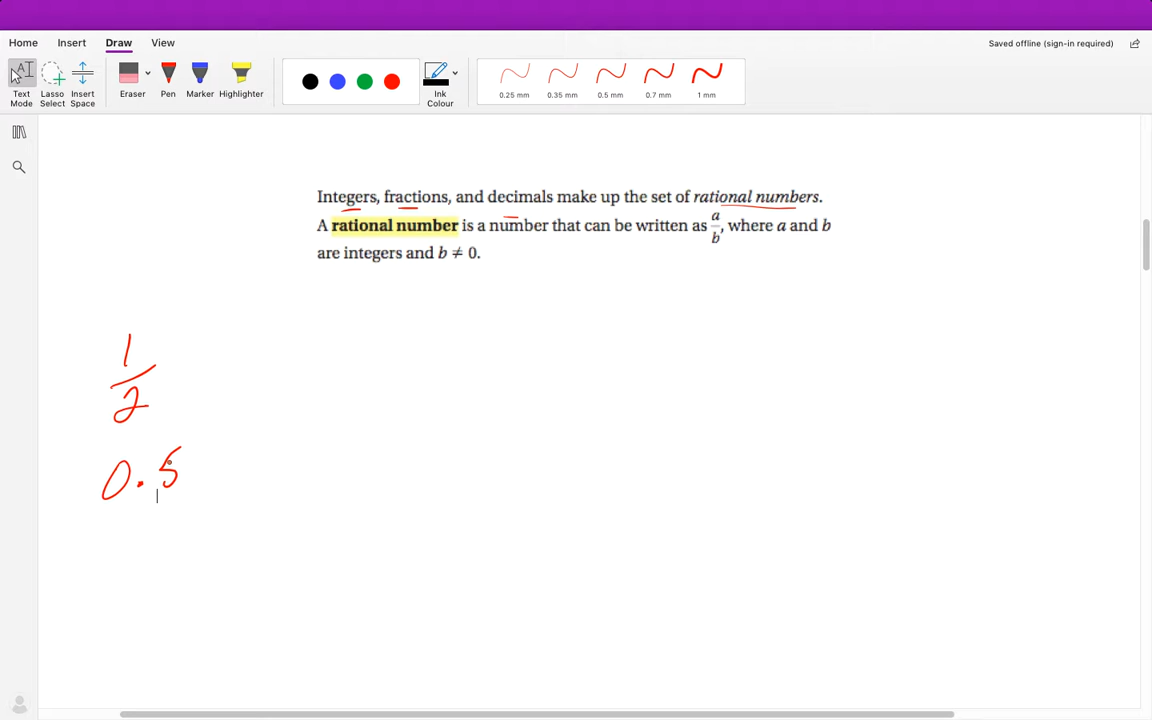 Home Insert Draw View
Saved offline (sign-in required)
Text Mode
Lasso Select
Insert Space
Eraser
Pen
Marker
Highlighter
Ink Colour
0.25 mm
0.35 mm
0.5 mm
0.7 mm
1 mm
Integers, fractions, and decimals make up the set of rational numbers.
A rational number is a number that can be written as a/b, where a and b
are integers and b ≠ 0.
1
2
0.5